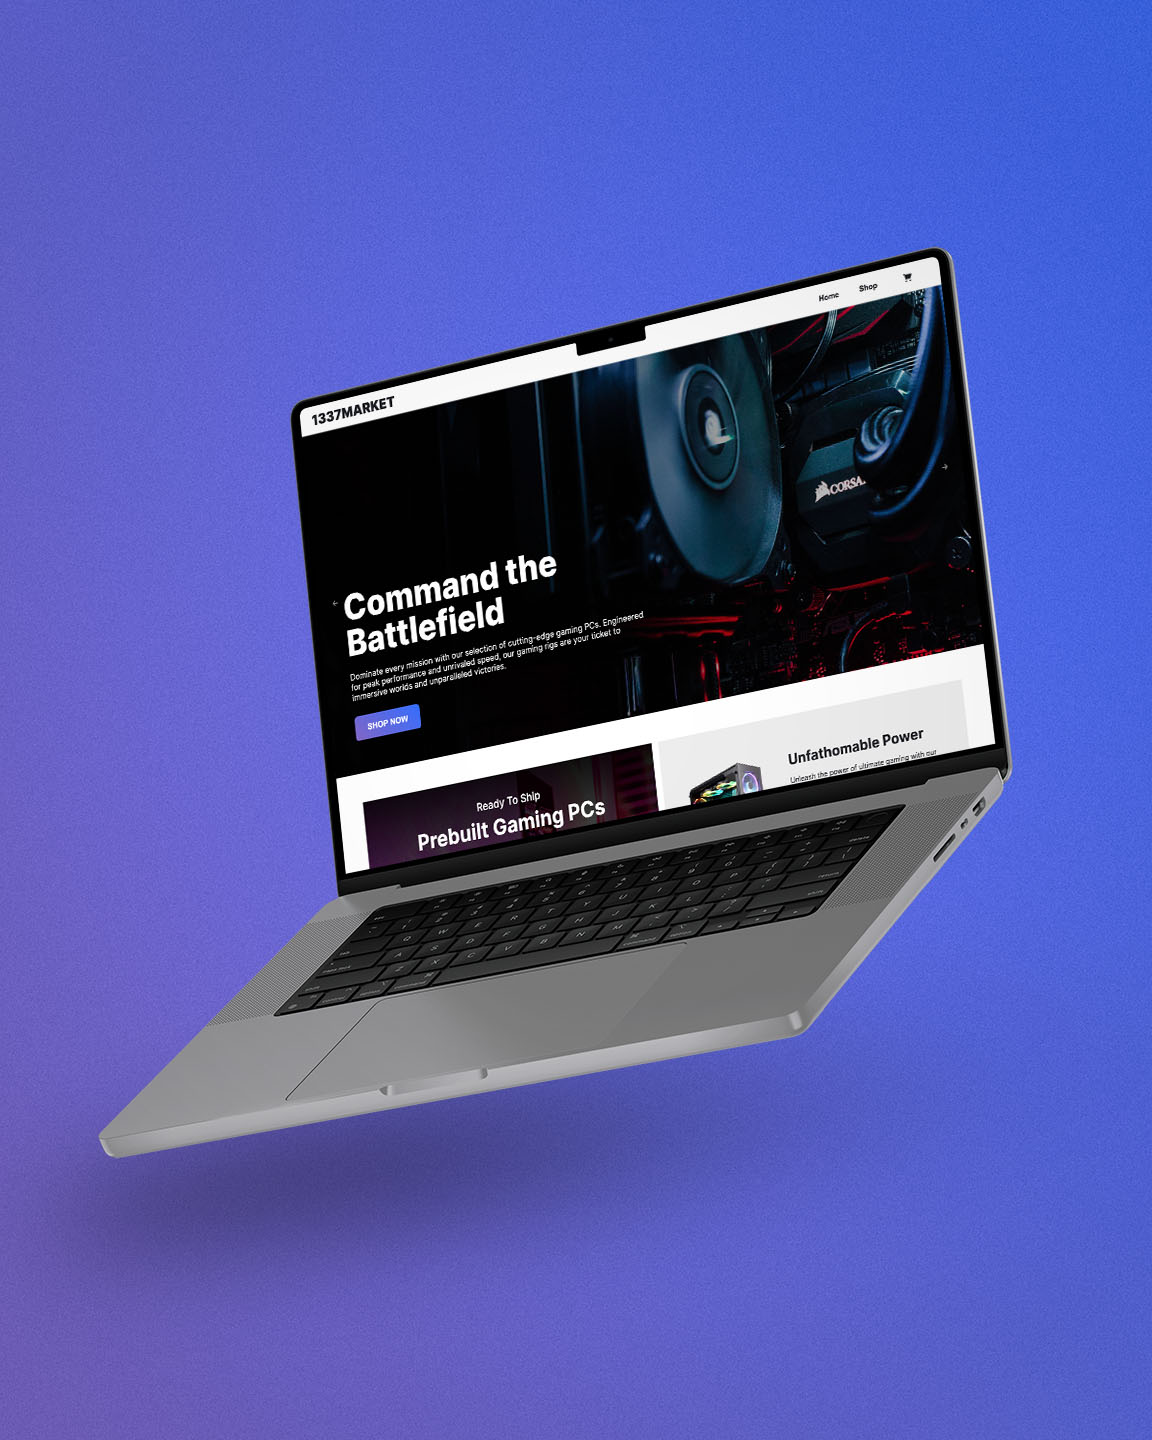 Home Shop
1337MARKET
CORSA
Command the
Battlefield
Dominate every mission with our selection of cutting-edge gaming PCs. Engineered
for peak performance and unrivaled speed, our gaming rigs are your ticket to
immersive worlds and unparalleled victories.
SHOP NOW
Ready To Ship
Prebuilt Gaming PCs
Unfathomable Power
Unleash the power of ultimate gaming with our
Q W E R T Y U I O P
A S D F G H J K L
Z X C V B N M